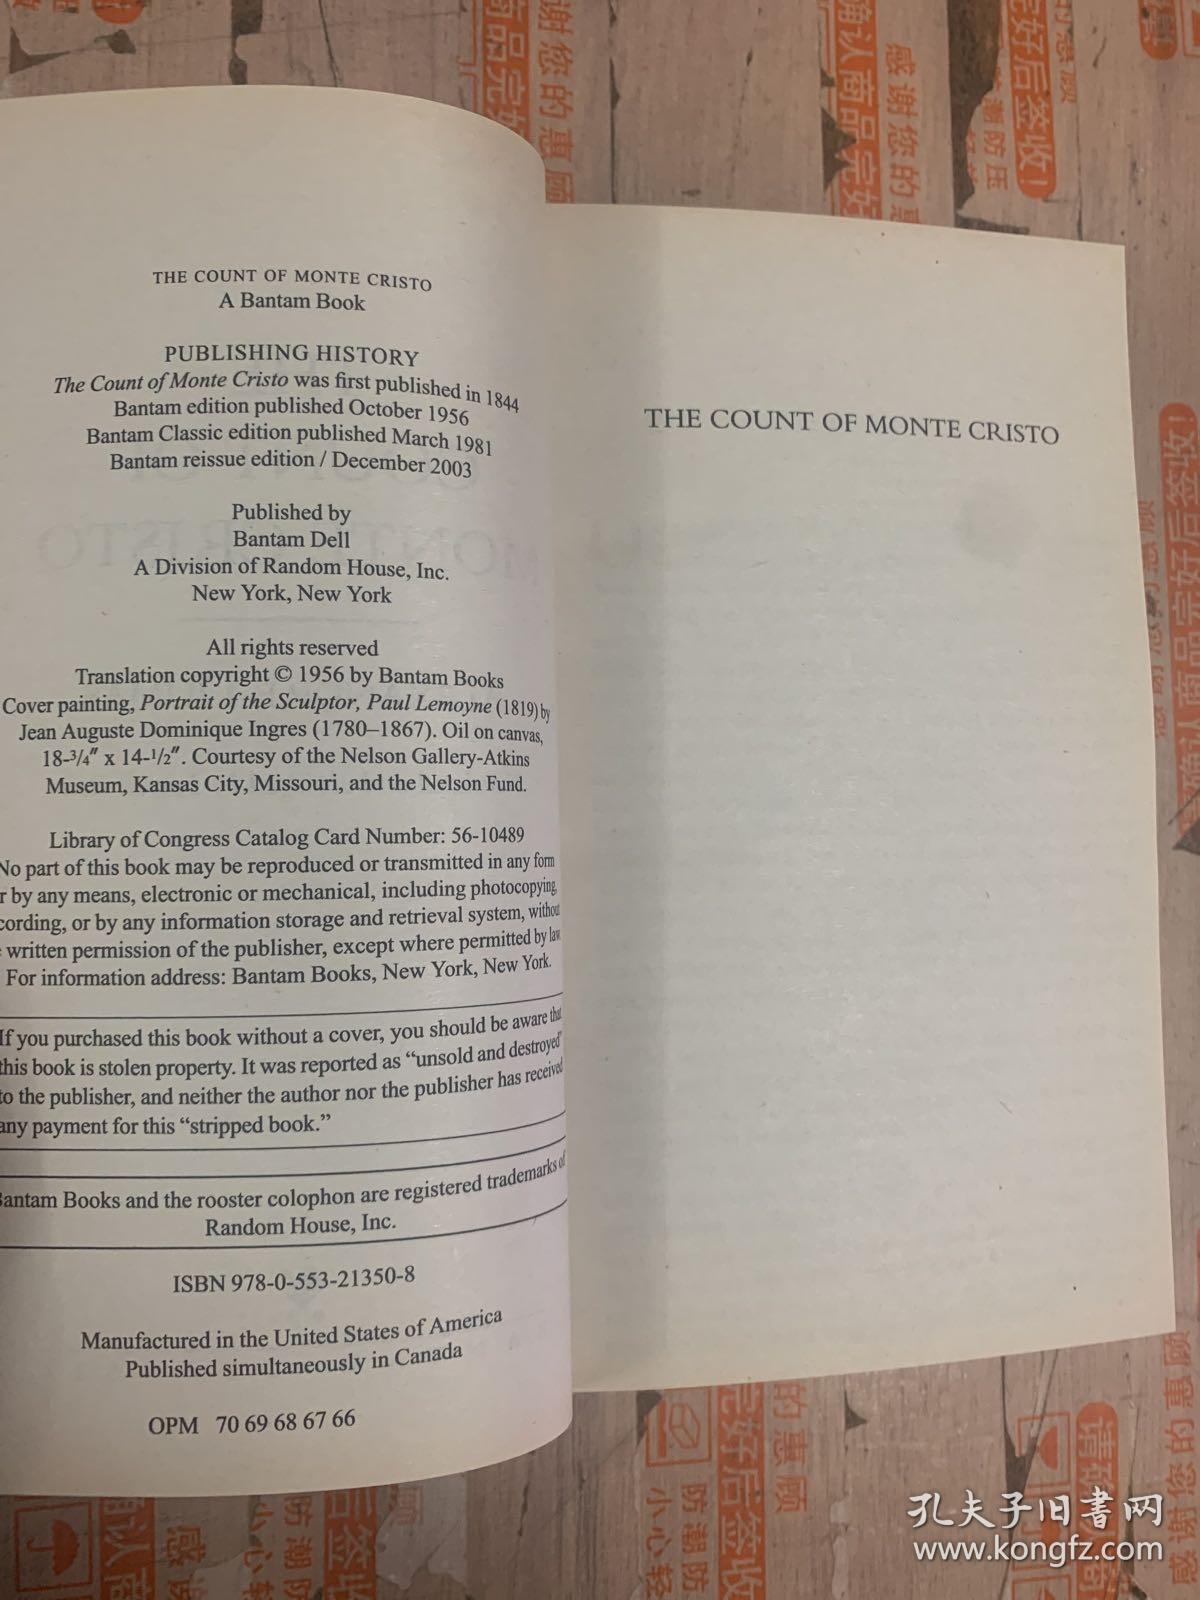 THE COUNT OF MONTE CRISTO
A Bantam Book
PUBLISHING HISTORY
The Count of Monte Cristo was first published in 1844
Bantam edition published October 1956
Bantam Classic edition published March 1981
Bantam reissue edition / December 2003
Published by
Bantam Dell
A Division of Random House, Inc.
New York, New York
All rights reserved
Translation copyright © 1956 by Bantam Books
Cover painting, Portrait of the Sculptor, Paul Lemoyne (1819) by
Jean Auguste Dominique Ingres (1780–1867). Oil on canvas,
18-3/4" x 14-1/2". Courtesy of the Nelson Gallery-Atkins
Museum, Kansas City, Missouri, and the Nelson Fund.
Library of Congress Catalog Card Number: 56-10489
No part of this book may be reproduced or transmitted in any form
r by any means, electronic or mechanical, including photocopying,
cording, or by any information storage and retrieval system, without
written permission of the publisher, except where permitted by law.
For information address: Bantam Books, New York, New York.
If you purchased this book without a cover, you should be aware that
this book is stolen property. It was reported as “unsold and destroyed”
to the publisher, and neither the author nor the publisher has received
any payment for this “stripped book.”
Bantam Books and the rooster colophon are registered trademarks of
Random House, Inc.
ISBN 978-0-553-21350-8
Manufactured in the United States of America
Published simultaneously in Canada
OPM 70 69 68 67 66
THE COUNT OF MONTE CRISTO
孔夫子旧书网
www.kongfz.com